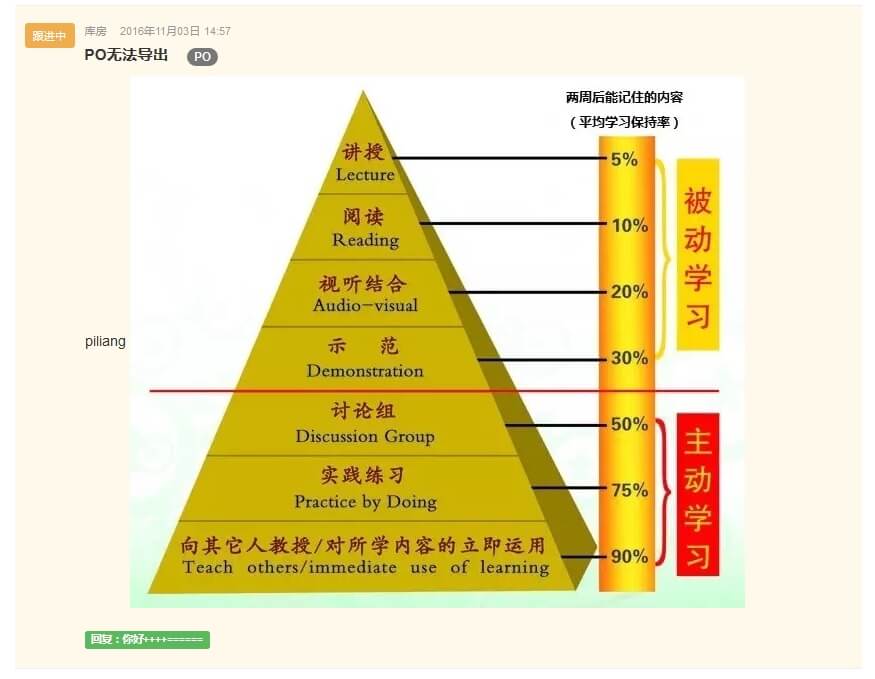 跟进中
库房 2016年11月03日 14:57
PO无法导出 PO
两周后能记住的内容
（平均学习保持率）
讲授
Lecture
5%
阅读
Reading
10%
视听结合
Audio-visual
20%
示 范
Demonstration
30%
被动学习
piliang
讨论组
Discussion Group
50%
实践练习
Practice by Doing
75%
向其它人教授/对所学内容的立即运用
Teach others/immediate use of learning
90%
主动学习
回复：你好++++======